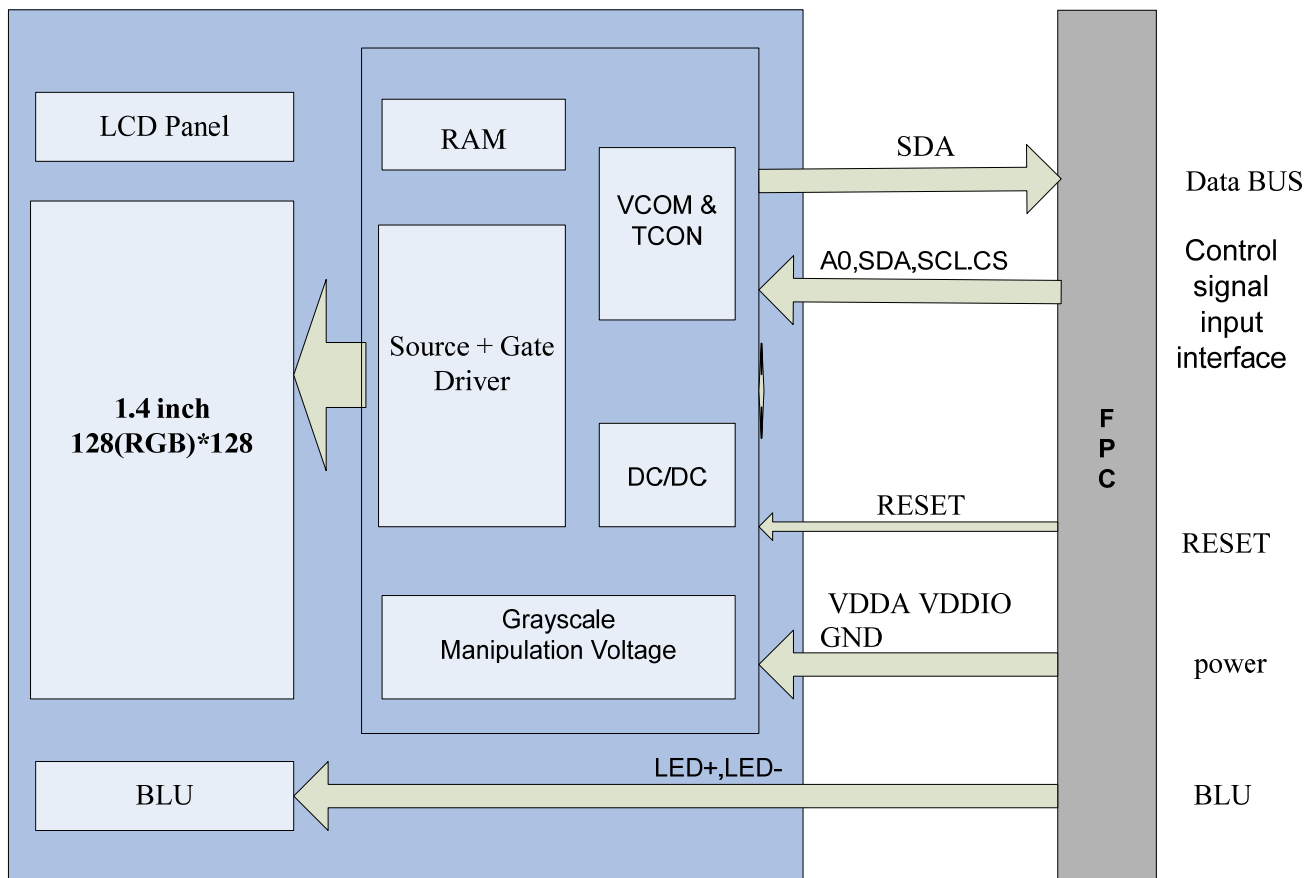 LCD Panel
1.4 inch
128(RGB)*128
BLU
RAM
Source + Gate
Driver
VCOM &
TCON
DC/DC
Grayscale
Manipulation Voltage
SDA
A0,SDA,SCL.CS
RESET
VDDA VDDIO
GND
LED+,LED-
F
P
C
Data BUS
Control
signal
input
interface
RESET
power
BLU